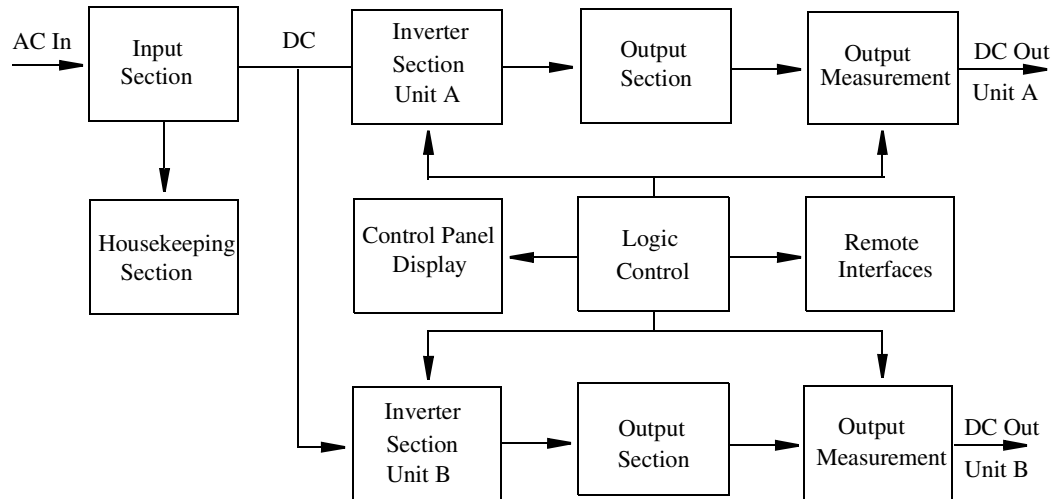 AC In
Input
Section
DC
Inverter
Section
Unit A
Output
Section
Output
Measurement
DC Out
Unit A
Housekeeping
Section
Control Panel
Display
Logic
Control
Remote
Interfaces
Inverter
Section
Unit B
Output
Section
Output
Measurement
DC Out
Unit B